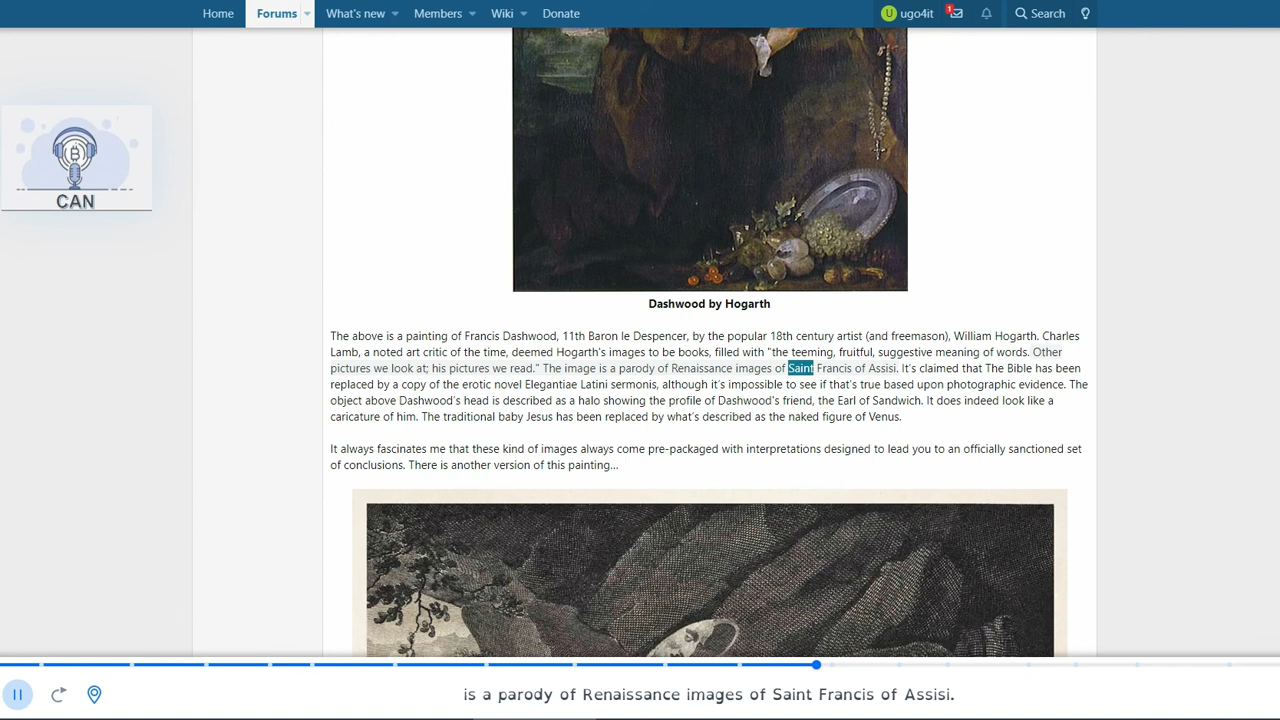 Home Forums What's new Members Wiki Donate U ugo4it 1 Search
CAN
Dashwood by Hogarth
The above is a painting of Francis Dashwood, 11th Baron le Despencer, by the popular 18th century artist (and freemason), William Hogarth. Charles
Lamb, a noted art critic of the time, deemed Hogarth's images to be books, filled with "the teeming, fruitful, suggestive meaning of words. Other
pictures we look at; his pictures we read." The image is a parody of Renaissance images of Saint Francis of Assisi. It's claimed that The Bible has been
replaced by a copy of the erotic novel Elegantiae Latini sermonis, although it's impossible to see if that's true based upon photographic evidence. The
object above Dashwood's head is described as a halo showing the profile of Dashwood's friend, the Earl of Sandwich. It does indeed look like a
caricature of him. The traditional baby Jesus has been replaced by what's described as the naked figure of Venus.
It always fascinates me that these kind of images always come pre-packaged with interpretations designed to lead you to an officially sanctioned set
of conclusions. There is another version of this painting...
is a parody of Renaissance images of Saint Francis of Assisi.